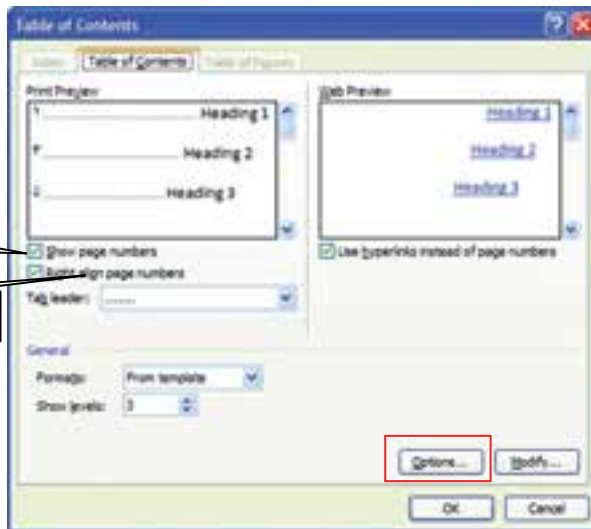 Table of Contents
Index Table of Contents Table of Figures
Print Preview
۱ Heading 1
۳ Heading 2
Heading 3
Show page numbers
Right align page numbers
Tab leader: .......
Web Preview
Heading 1
Heading 2
Heading 3
Use hyperlinks instead of page numbers
General
Formats: From template
Show levels: 3
Options... Modify...
OK Cancel